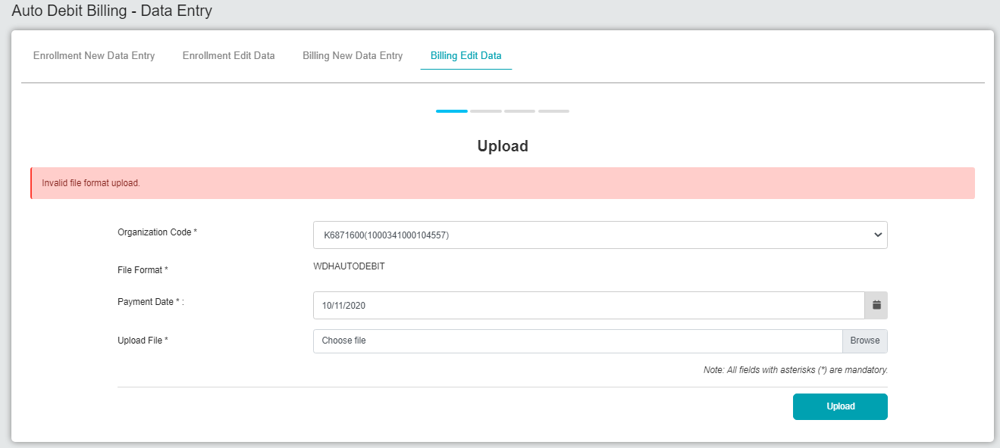 Auto Debit Billing - Data Entry
Enrollment New Data Entry Enrollment Edit Data Billing New Data Entry Billing Edit Data
Upload
Invalid file format upload.
Organization Code * K6871600(1000341000104557)
File Format * WDHAUTODEBIT
Payment Date * : 10/11/2020
Upload File * Choose file Browse
Note: All fields with asterisks (*) are mandatory.
Upload